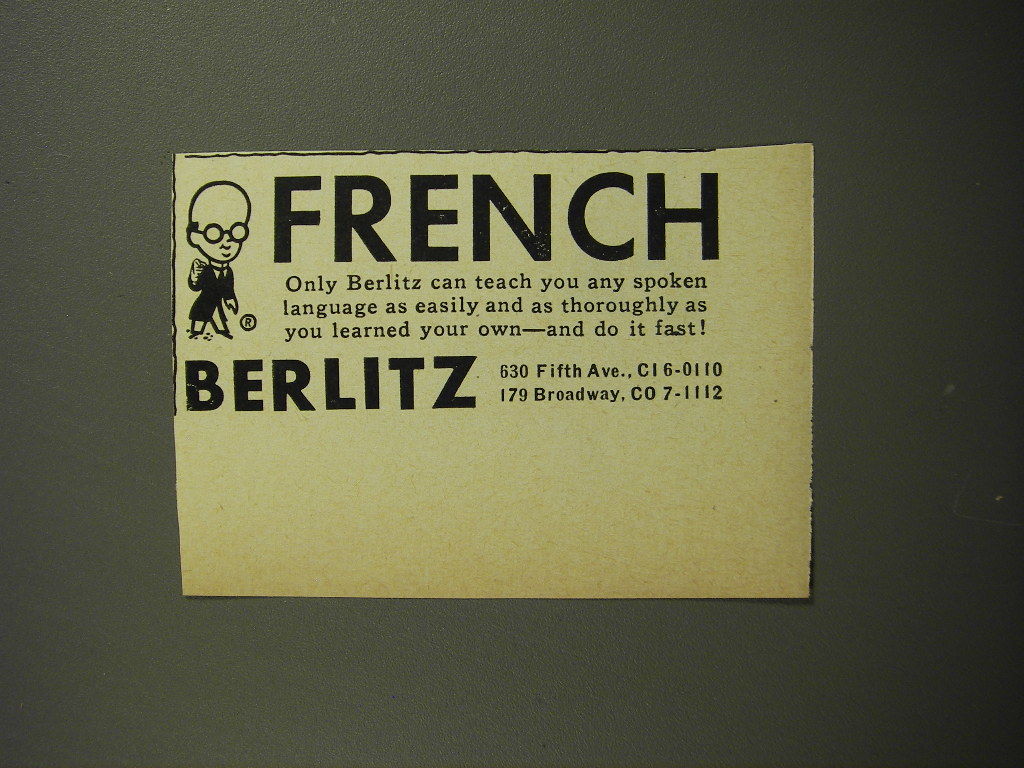 FRENCH
Only Berlitz can teach you any spoken
language as easily and as thoroughly as
you learned your own—and do it fast!
®
BERLITZ
630 Fifth Ave., CI 6-0110
179 Broadway, CO 7-1112